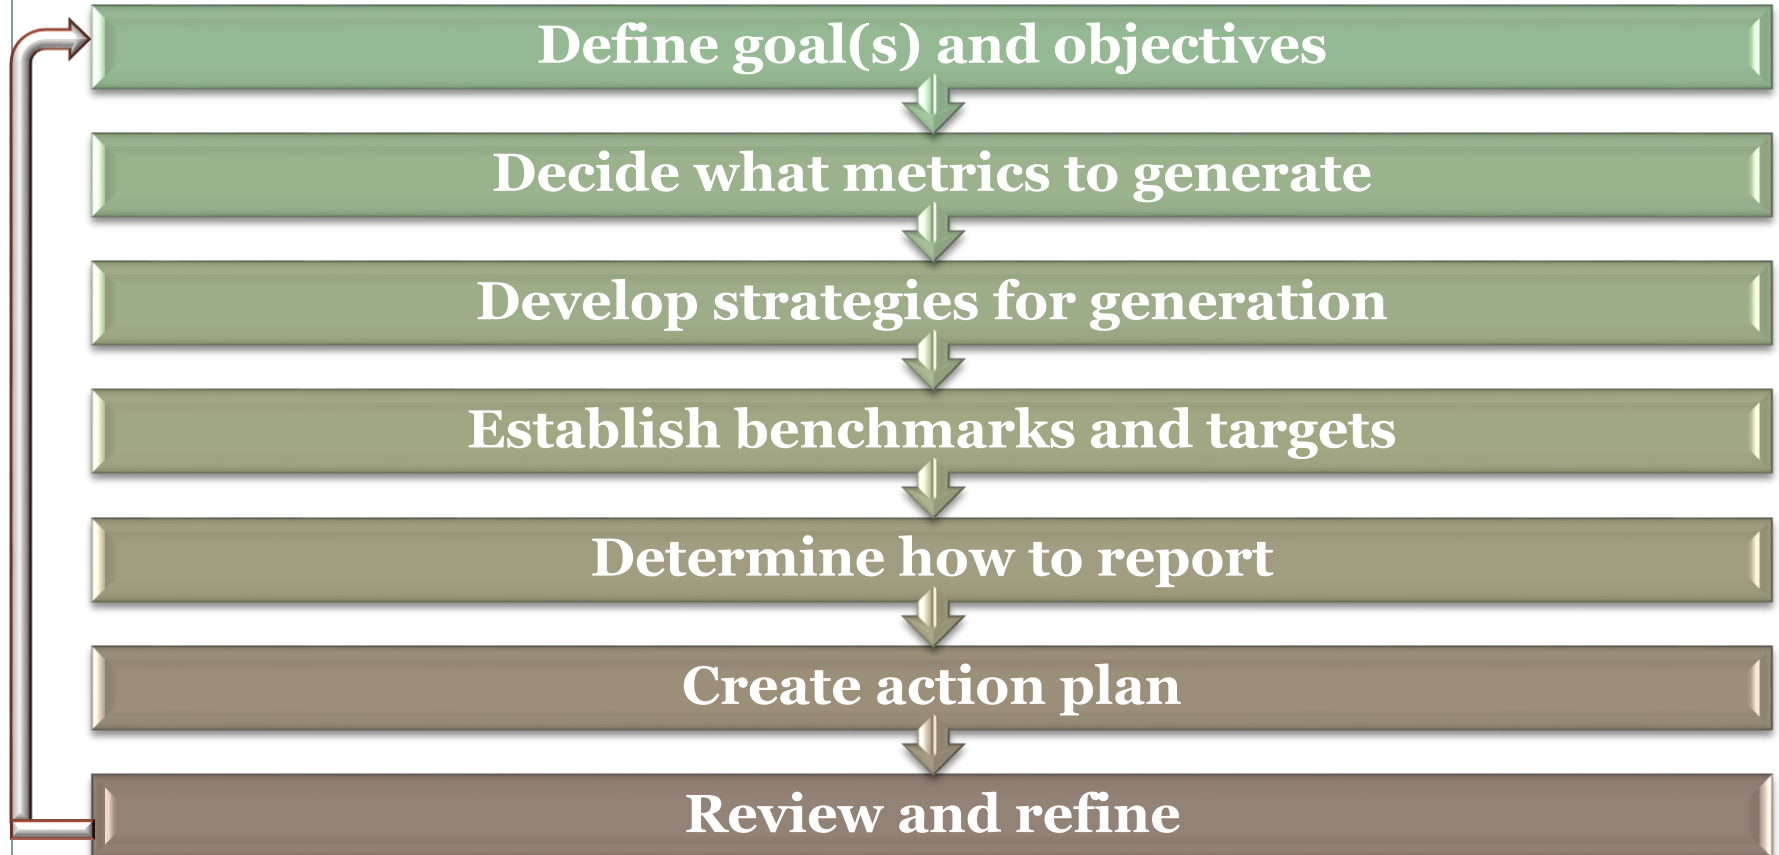 Define goal(s) and objectives
Decide what metrics to generate
Develop strategies for generation
Establish benchmarks and targets
Determine how to report
Create action plan
Review and refine